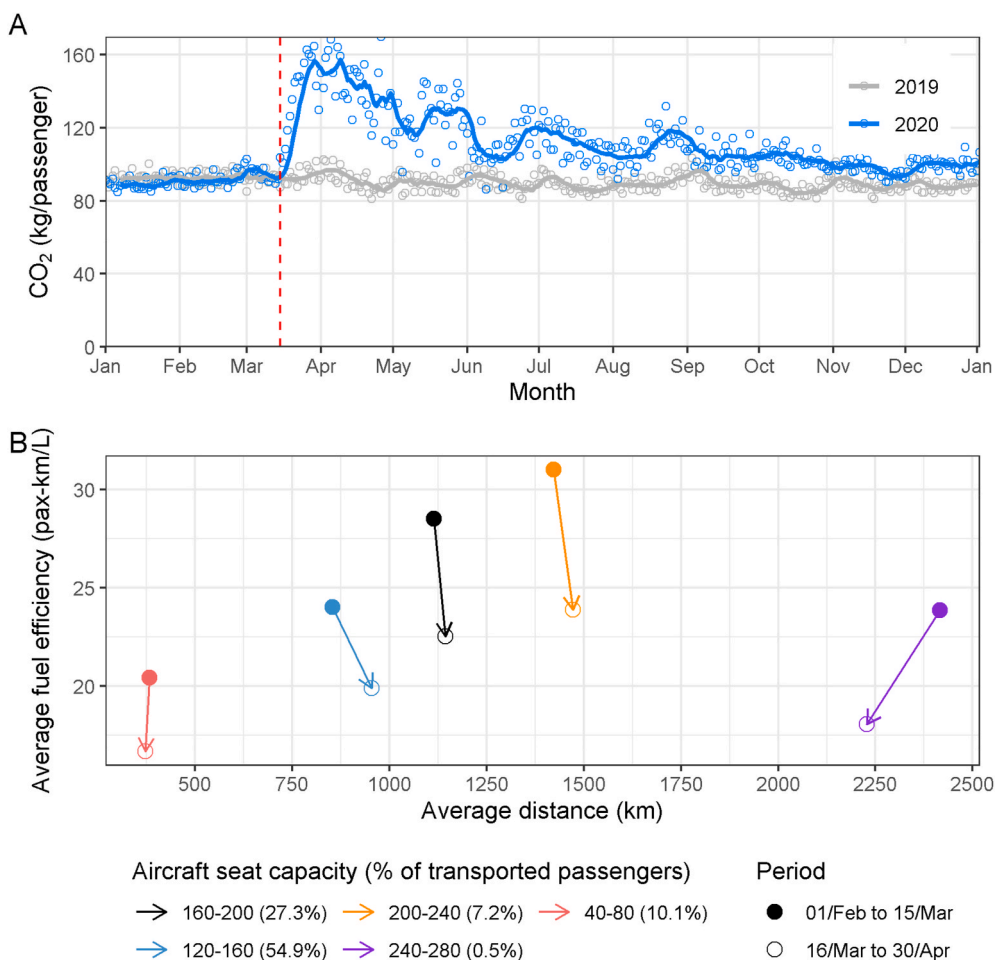 A
CO2 (kg/passenger)
160
120
80
40
0
2019
2020
Jan Feb Mar Apr May Jun Jul Aug Sep Oct Nov Dec Jan
Month
B
Average fuel efficiency (pax-km/L)
30
25
20
500 750 1000 1250 1500 1750 2000 2250 2500
Average distance (km)
Aircraft seat capacity (% of transported passengers) Period
160-200 (27.3%) 200-240 (7.2%) 40-80 (10.1%) 01/Feb to 15/Mar
120-160 (54.9%) 240-280 (0.5%) 16/Mar to 30/Apr